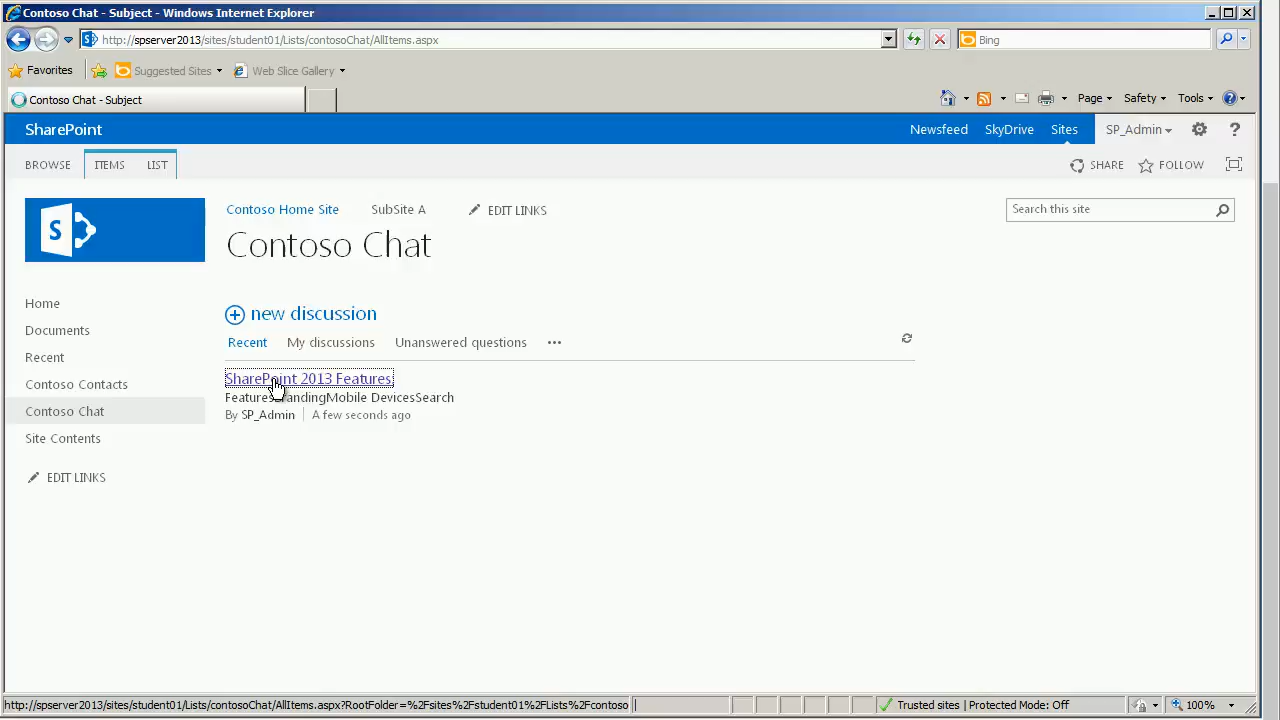 Contoso Chat - Subject - Windows Internet Explorer
http://spserver2013/sites/student01/Lists/contosoChat/AllItems.aspx
Bing
Favorites
Suggested Sites
Web Slice Gallery
Contoso Chat - Subject
Page
Safety
Tools
SharePoint
Newsfeed
SkyDrive
Sites
SP_Admin
?
BROWSE
ITEMS
LIST
SHARE
FOLLOW
S
Contoso Home Site
SubSite A
EDIT LINKS
Search this site
Contoso Chat
Home
Documents
Recent
Contoso Contacts
Contoso Chat
Site Contents
EDIT LINKS
new discussion
Recent
My discussions
Unanswered questions
...
SharePoint 2013 Features
FeaturesBrandingMobile DevicesSearch
By SP_Admin
A few seconds ago
http://spserver2013/sites/student01/Lists/contosoChat/AllItems.aspx?RootFolder=%2Fsites%2Fstudent01%2FLists%2Fcontoso
Trusted sites | Protected Mode: Off
100%